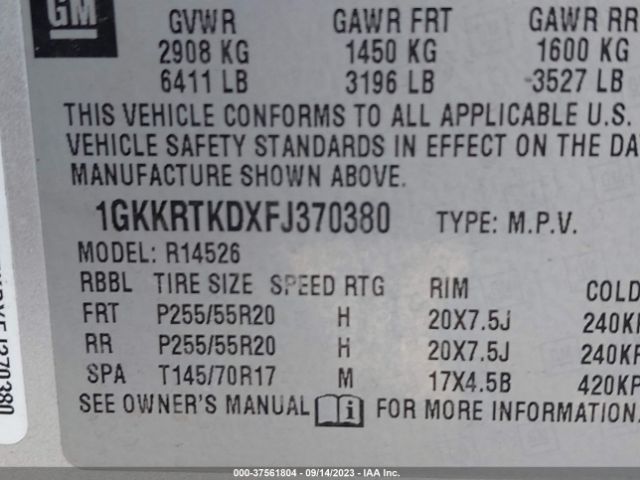 GM
GVWR GAWR FRT GAWR RR
2908 KG 1450 KG 1600 KG
6411 LB 3196 LB 3527 LB
THIS VEHICLE CONFORMS TO ALL APPLICABLE U.S.
VEHICLE SAFETY STANDARDS IN EFFECT ON THE DA
MANUFACTURE SHOWN ABOVE.
1GKKRTKDXFJ370380 TYPE: M.P.V.
MODEL: R14526
RBBL TIRE SIZE SPEED RTG RIM COLD
FRT P255/55R20 H 20X7.5J 240KP
RR P255/55R20 H 20X7.5J 240KP
SPA T145/70R17 M 17X4.5B 420KP
SEE OWNER'S MANUAL i FOR MORE INFORMATION.
000-37561804 | 09/14/2023 | IAA Inc.